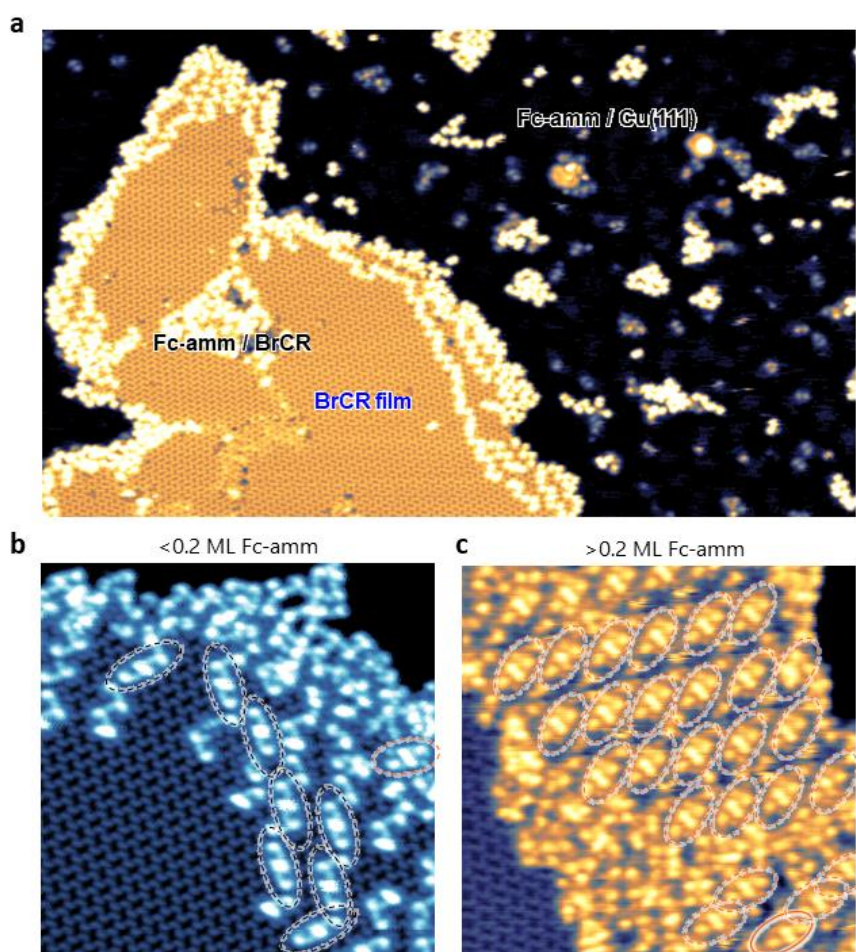 a
Fc-amm / Cu(111)
Fc-amm / BrCR
BrCR film
b
<0.2 ML Fc-amm
c
>0.2 ML Fc-amm